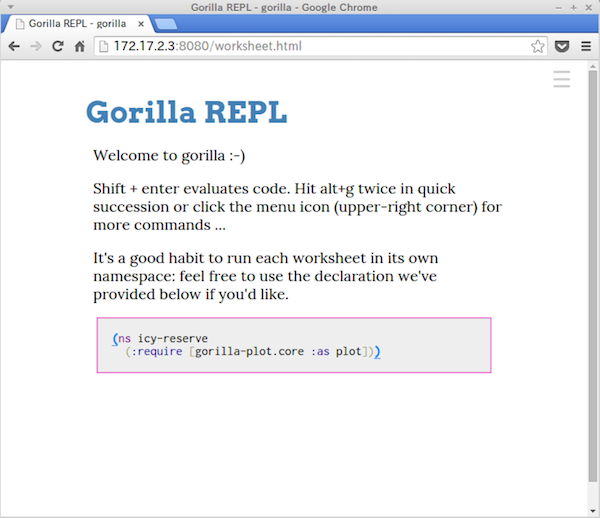 Gorilla REPL - gorilla - Google Chrome
Gorilla REPL - gorilla
172.17.2.3:8080/worksheet.html
Gorilla REPL
Welcome to gorilla :-)
Shift + enter evaluates code. Hit alt+g twice in quick
succession or click the menu icon (upper-right corner) for
more commands ...
It's a good habit to run each worksheet in its own
namespace: feel free to use the declaration we've
provided below if you'd like.
(ns icy-reserve
(:require [gorilla-plot.core :as plot]))